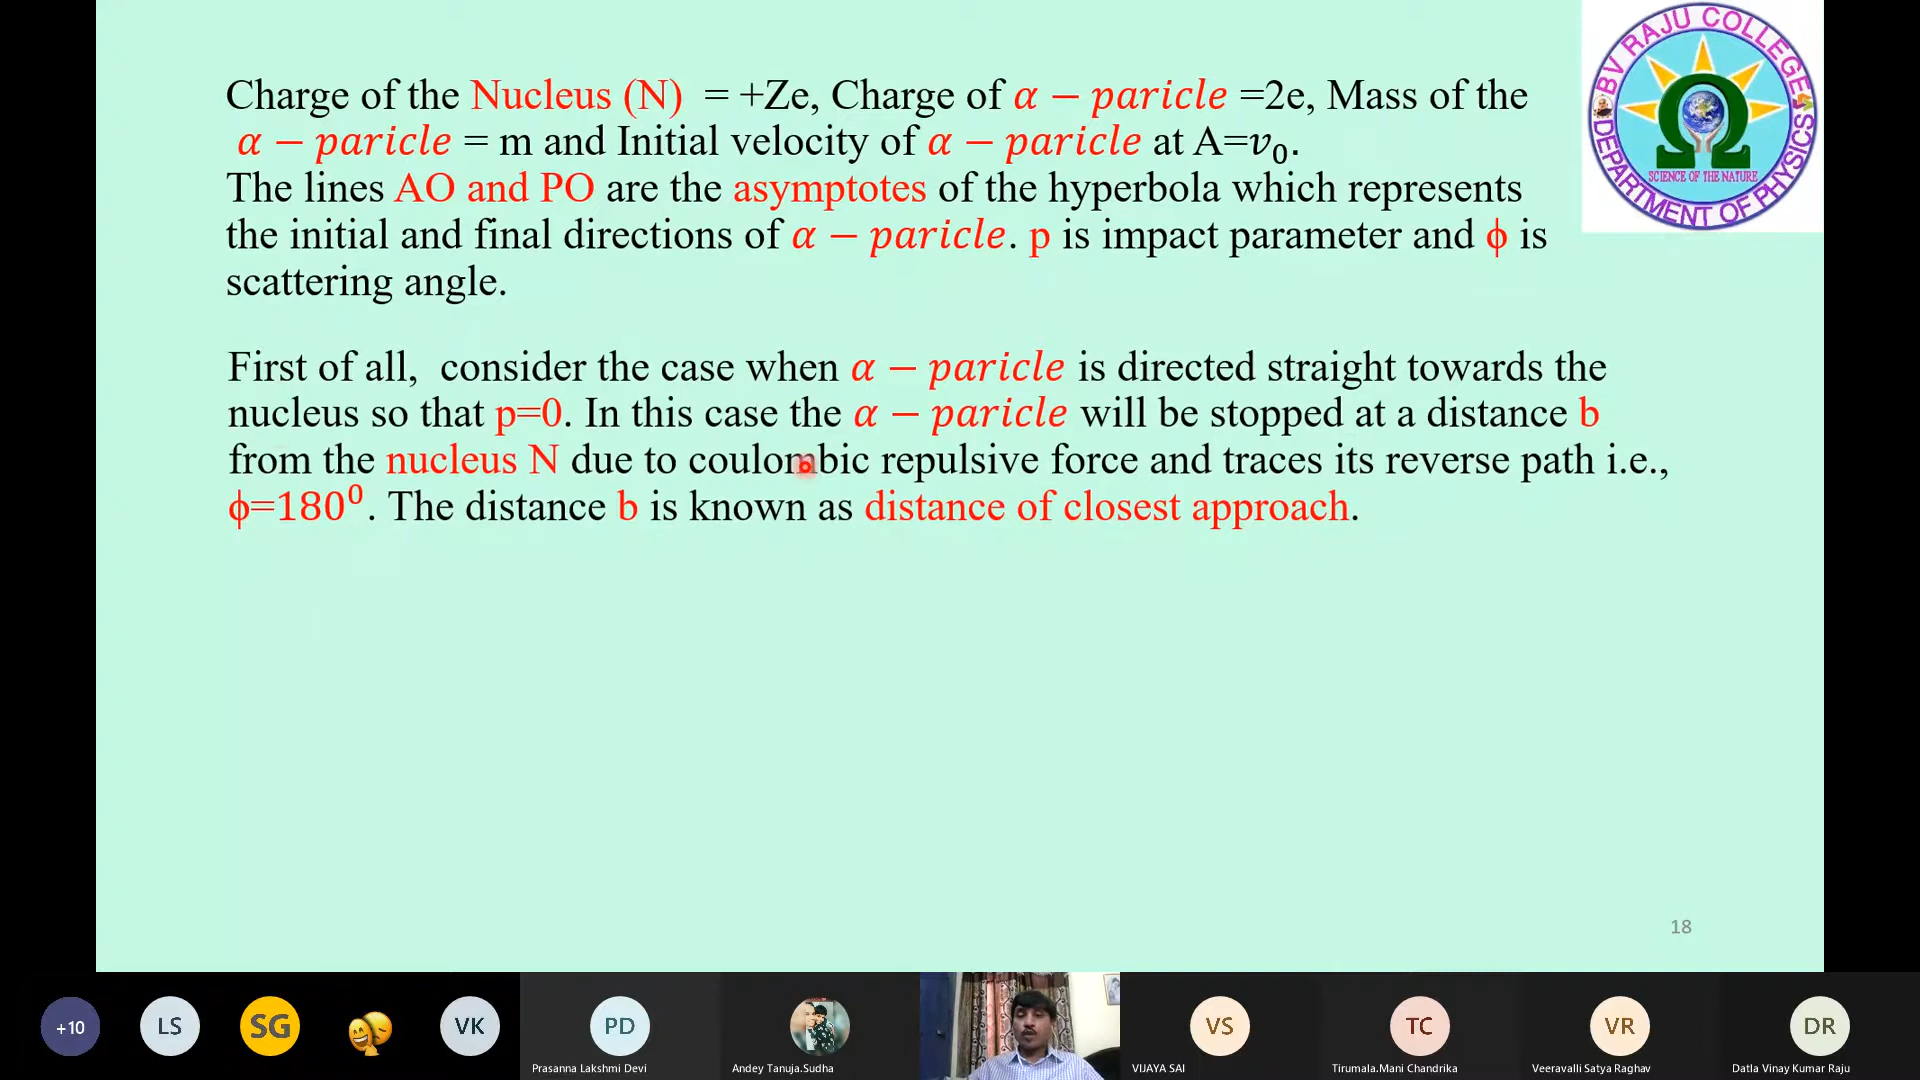 Charge of the Nucleus (N) = +Ze, Charge of α − paricle =2e, Mass of the
α − paricle = m and Initial velocity of α − paricle at A=v₀.
The lines AO and PO are the asymptotes of the hyperbola which represents
the initial and final directions of α − paricle. p is impact parameter and ϕ is
scattering angle.
First of all, consider the case when α − paricle is directed straight towards the
nucleus so that p=0. In this case the α − paricle will be stopped at a distance b
from the nucleus N due to coulombic repulsive force and traces its reverse path i.e.,
ϕ=180⁰. The distance b is known as distance of closest approach.
BV RAJU COLLEGE
SCIENCE OF THE NATURE
DEPARTMENT OF PHYSICS
18
+10
LS
SG
VK
PD
VS
TC
VR
DR
Prasanna Lakshmi Devi
Andey Tanuja.Sudha
VIJAYA SAI
Tirumala.Mani Chandrika
Veeravalli Satya Raghav
Datla Vinay Kumar Raju